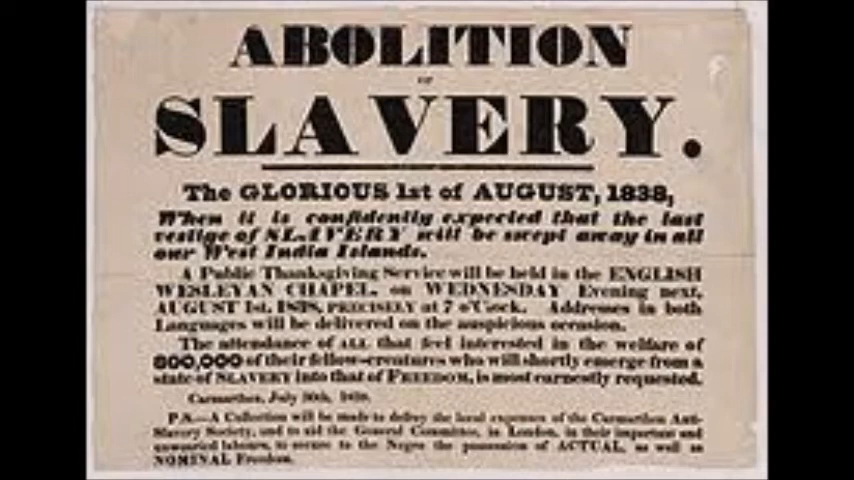 ABOLITION
OF
SLAVERY.
The GLORIOUS 1st of AUGUST, 1838,
When it is confidently expected that the last
vestige of SLAVERY will be swept away in all
our West India Islands.
A Public Thanksgiving Service will be held in the ENGLISH
WESLEYAN CHAPEL, on WEDNESDAY Evening next,
AUGUST 1st, 1838, PRECISELY at 7 o'Clock. Addresses in both
Languages will be delivered on the auspicious occasion.
The attendance of ALL that feel interested in the welfare of
800,000 of their fellow-creatures who will shortly emerge from a
state of SLAVERY into that of FREEDOM, is most earnestly requested.
Carmarthen, July 30th, 1838.
P.S.—A Collection will be made to defray the local expenses of the Carmarthen Anti-
Slavery Society, and to aid the General Committee, in London, in their important and
unwearied labours, to secure to the Negro the possession of ACTUAL, as well as
NOMINAL Freedom.